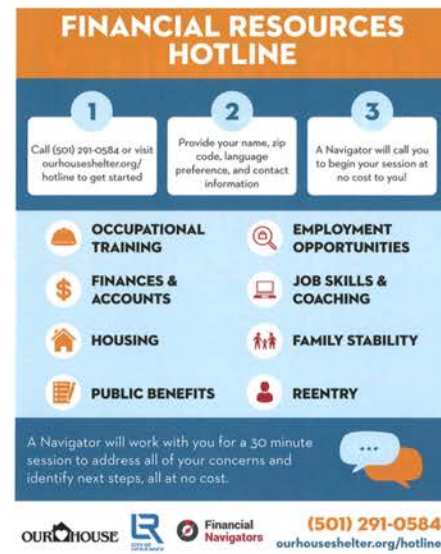 FINANCIAL RESOURCES
HOTLINE
1
Call (501) 291-0584 or visit
ourhouseshelter.org/
hotline to get started
2
Provide your name, zip
code, language
preference, and contact
information
3
A Navigator will call you
to begin your session at
no cost to you!
OCCUPATIONAL
TRAINING
EMPLOYMENT
OPPORTUNITIES
FINANCES &
ACCOUNTS
JOB SKILLS &
COACHING
HOUSING
FAMILY STABILITY
PUBLIC BENEFITS
REENTRY
A Navigator will work with you for a 30 minute
session to address all of your concerns and
identify next steps, all at no cost.
OUR HOUSE
LR
CITY OF
LITTLE ROCK
Financial
Navigators
(501) 291-0584
ourhouseshelter.org/hotline